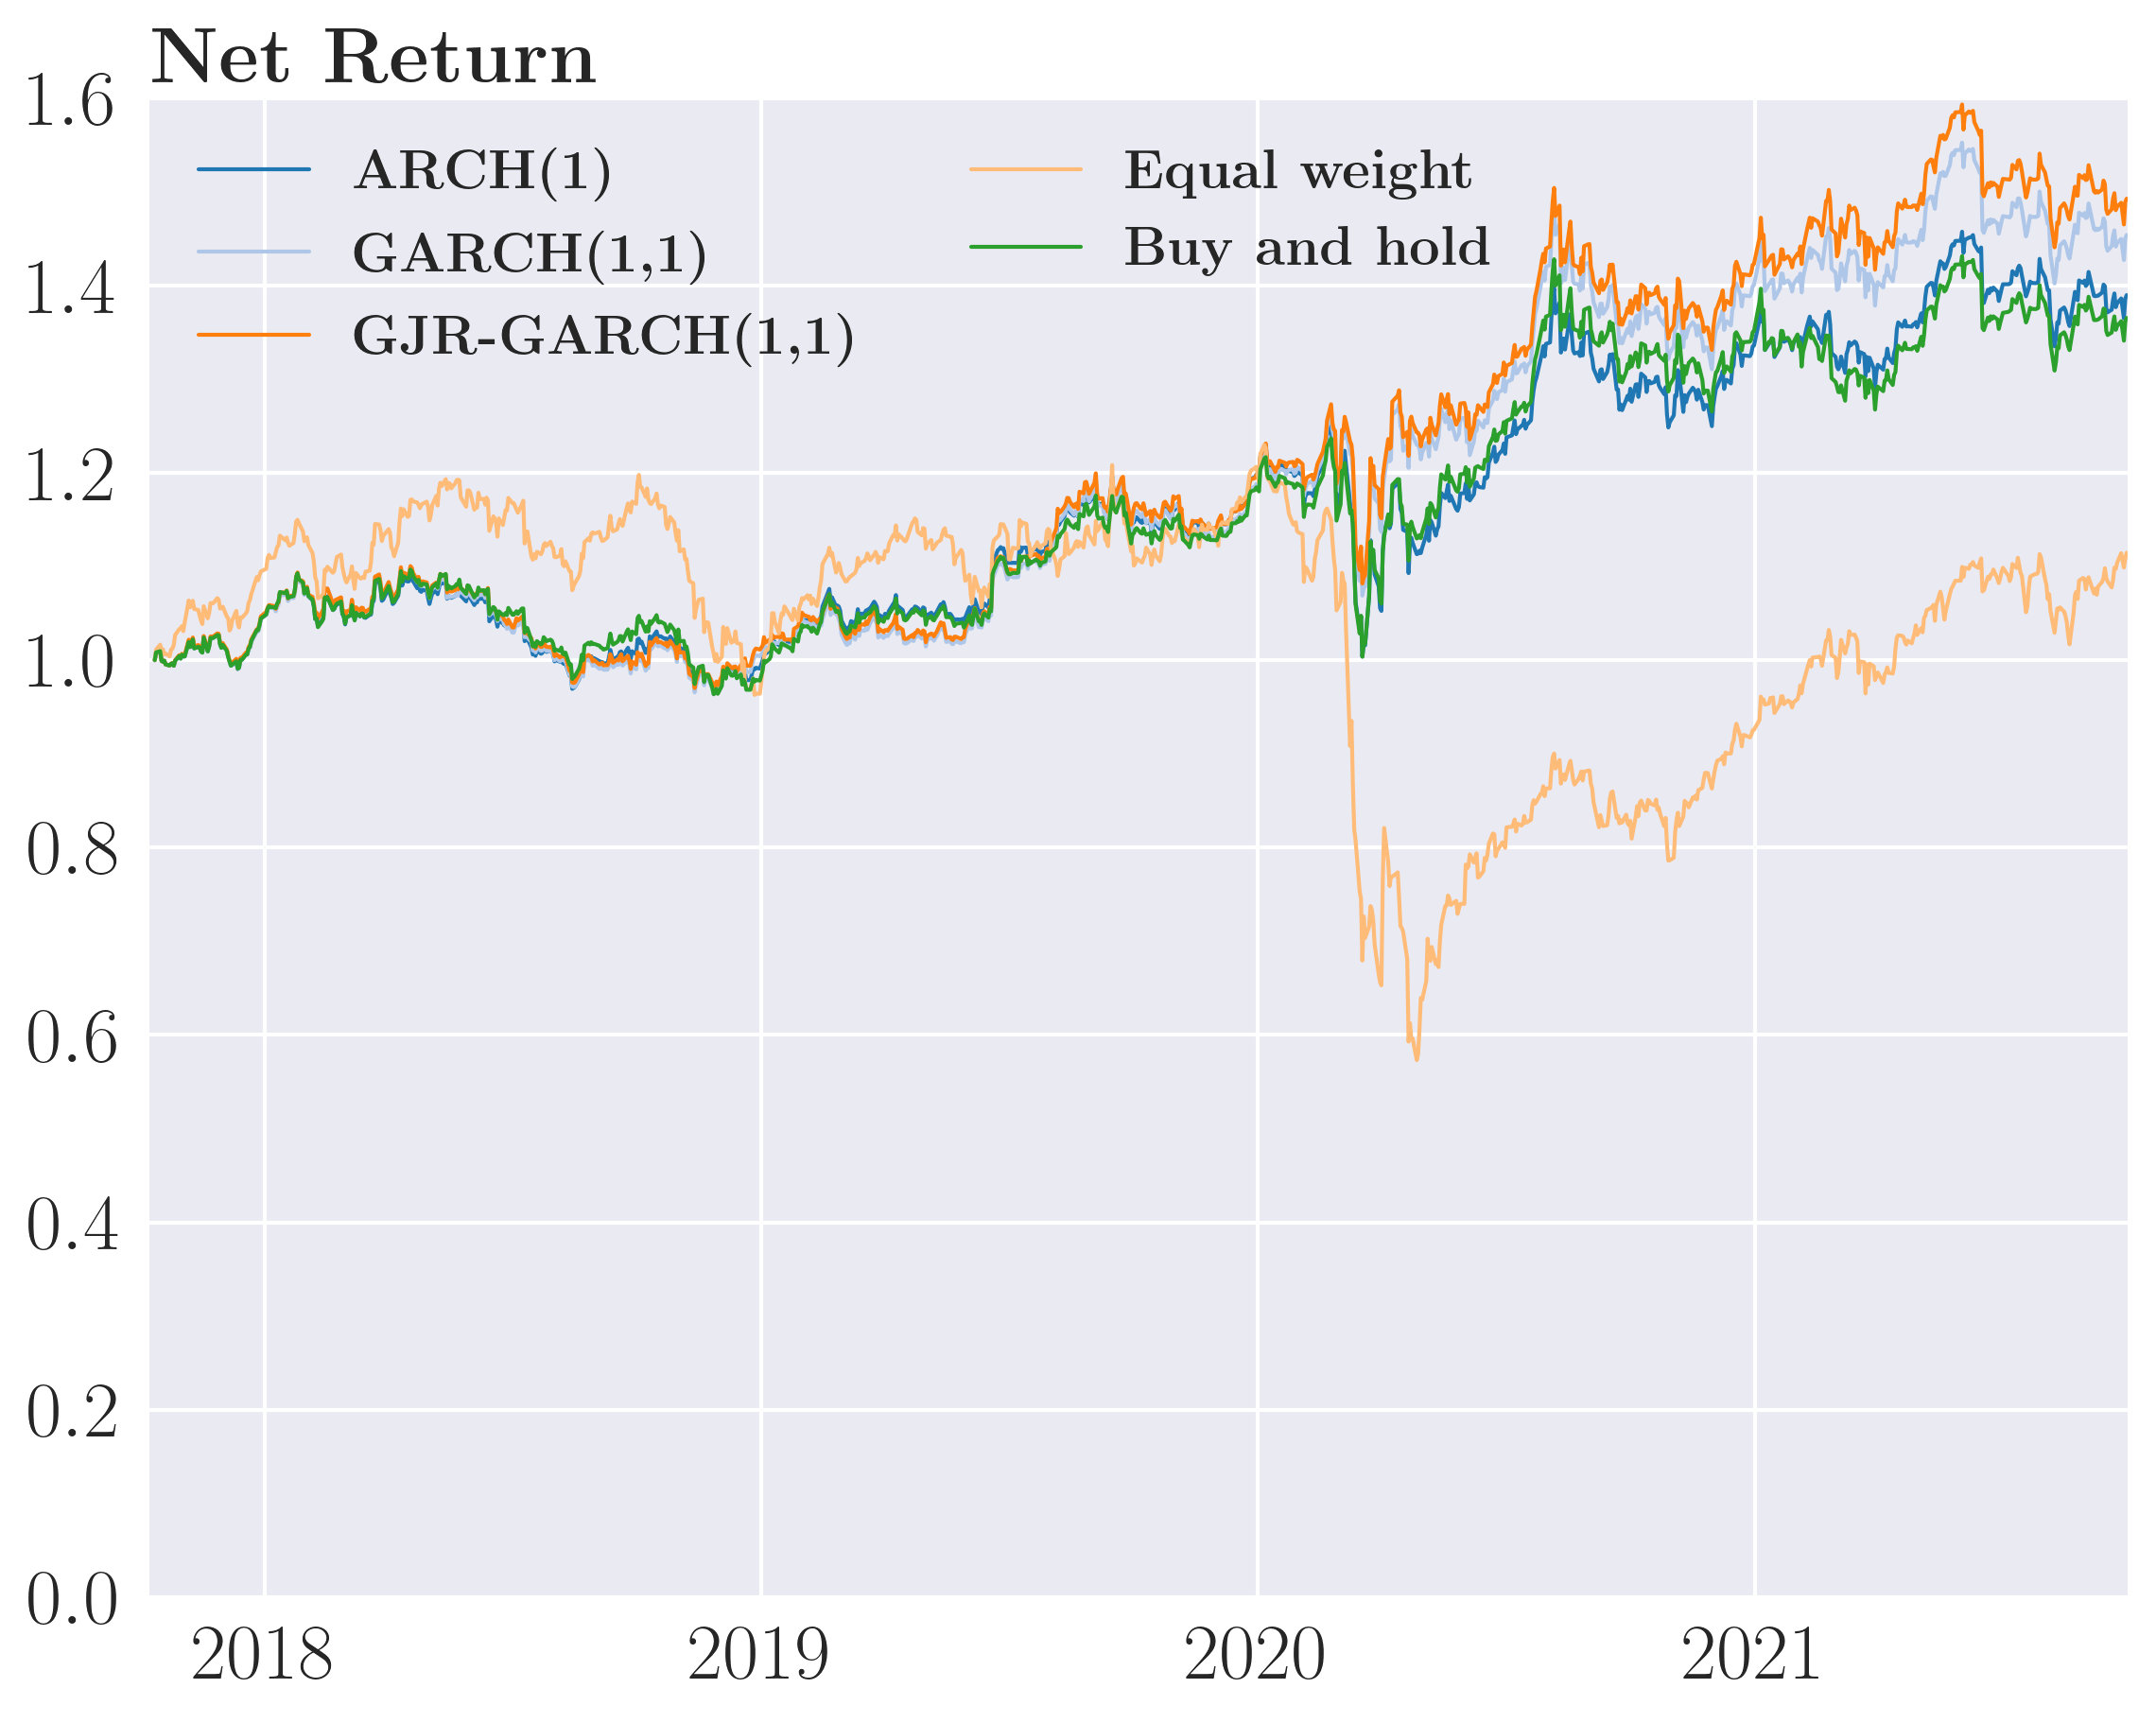 Net Return
1.6
1.4
1.2
1.0
0.8
0.6
0.4
0.2
0.0
ARCH(1)
GARCH(1,1)
GJR-GARCH(1,1)
Equal weight
Buy and hold
2018 2019 2020 2021